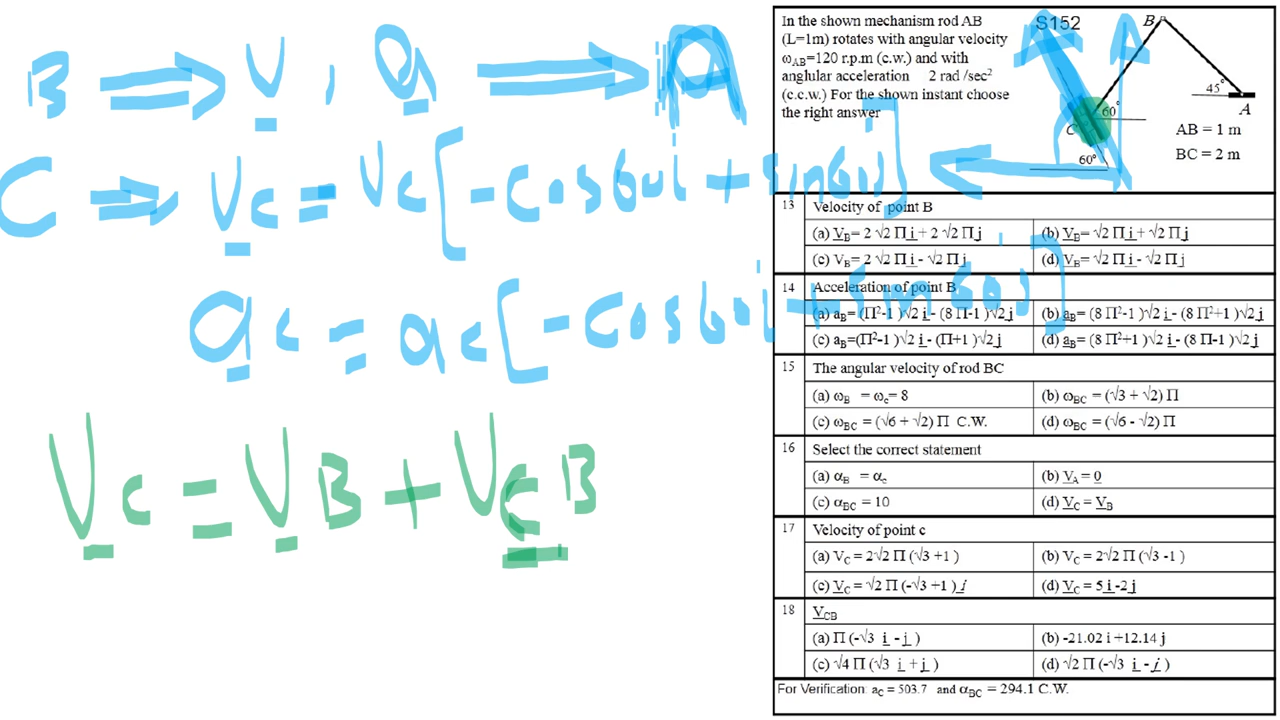 B ⟹ V , a ⟹ A
C ⟹ Vc = Vc[-cos60i + sin60j]
ac = ac[-cos60i + sin60j]
Vc = VB + VCB
In the shown mechanism rod AB
(L=1m) rotates with angular velocity
ωAB=120 r.p.m (c.w.) and with
anglular acceleration 2 rad /sec²
(c.c.w.) For the shown instant choose
the right answer
S152
B
45°
A
60°
C
60°
AB = 1 m
BC = 2 m
13 Velocity of point B
(a) VB= 2 √2 Π i + 2 √2 Π j (b) VB= √2 Π i + √2 Π j
(c) VB= 2 √2 Π i - √2 Π j (d) VB= √2 Π i - √2 Π j
14 Acceleration of point B
(a) aB= (Π²-1 )√2 i - (8 Π-1 )√2 j (b) aB= (8 Π²-1 )√2 i - (8 Π²+1 )√2 j
(c) aB=(Π²-1 )√2 i - (Π+1 )√2 j (d) aB= (8 Π²+1 )√2 i - (8 Π-1 )√2 j
15 The angular velocity of rod BC
(a) ωB = ωc= 8 (b) ωBC = (√3 + √2) Π
(c) ωBC = (√6 + √2) Π C.W. (d) ωBC = (√6 - √2) Π
16 Select the correct statement
(a) αB = αc (b) VA = 0
(c) αBC = 10 (d) VC = VB
17 Velocity of point c
(a) VC = 2√2 Π (√3 +1 ) (b) VC = 2√2 Π (√3 -1 )
(c) VC = √2 Π (-√3 +1 ) j (d) VC = 5 i -2 j
18 VCB
(a) Π (-√3 i - j ) (b) -21.02 i +12.14 j
(c) √4 Π (√3 i + j ) (d) √2 Π (-√3 i - j )
For Verification: aC = 503.7 and αBC = 294.1 C.W.